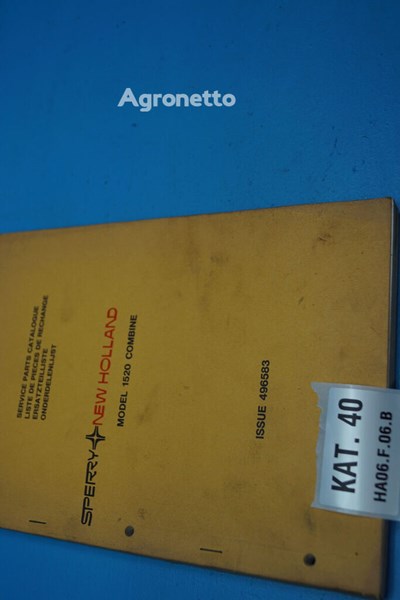 Agronetto
SERVICE PARTS CATALOGUE
LISTE DE PIECES DE RECHANGE
ERSATZTEILLISTE
ONDERDELENLIJST
SPERRY NEW HOLLAND
MODEL 1520 COMBINE
ISSUE 496583
KAT. 40
HA06.F.06.B